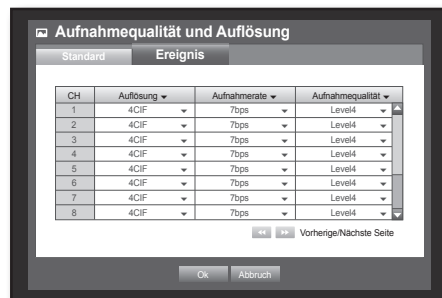 Aufnahmequalität und Auflösung
Standard Ereignis
CH Auflösung Aufnahmerate Aufnahmequalität
1 4CIF 7bps Level4
2 4CIF 7bps Level4
3 4CIF 7bps Level4
4 4CIF 7bps Level4
5 4CIF 7bps Level4
6 4CIF 7bps Level4
7 4CIF 7bps Level4
8 4CIF 7bps Level4
Vorherige/Nächste Seite
Ok Abbruch